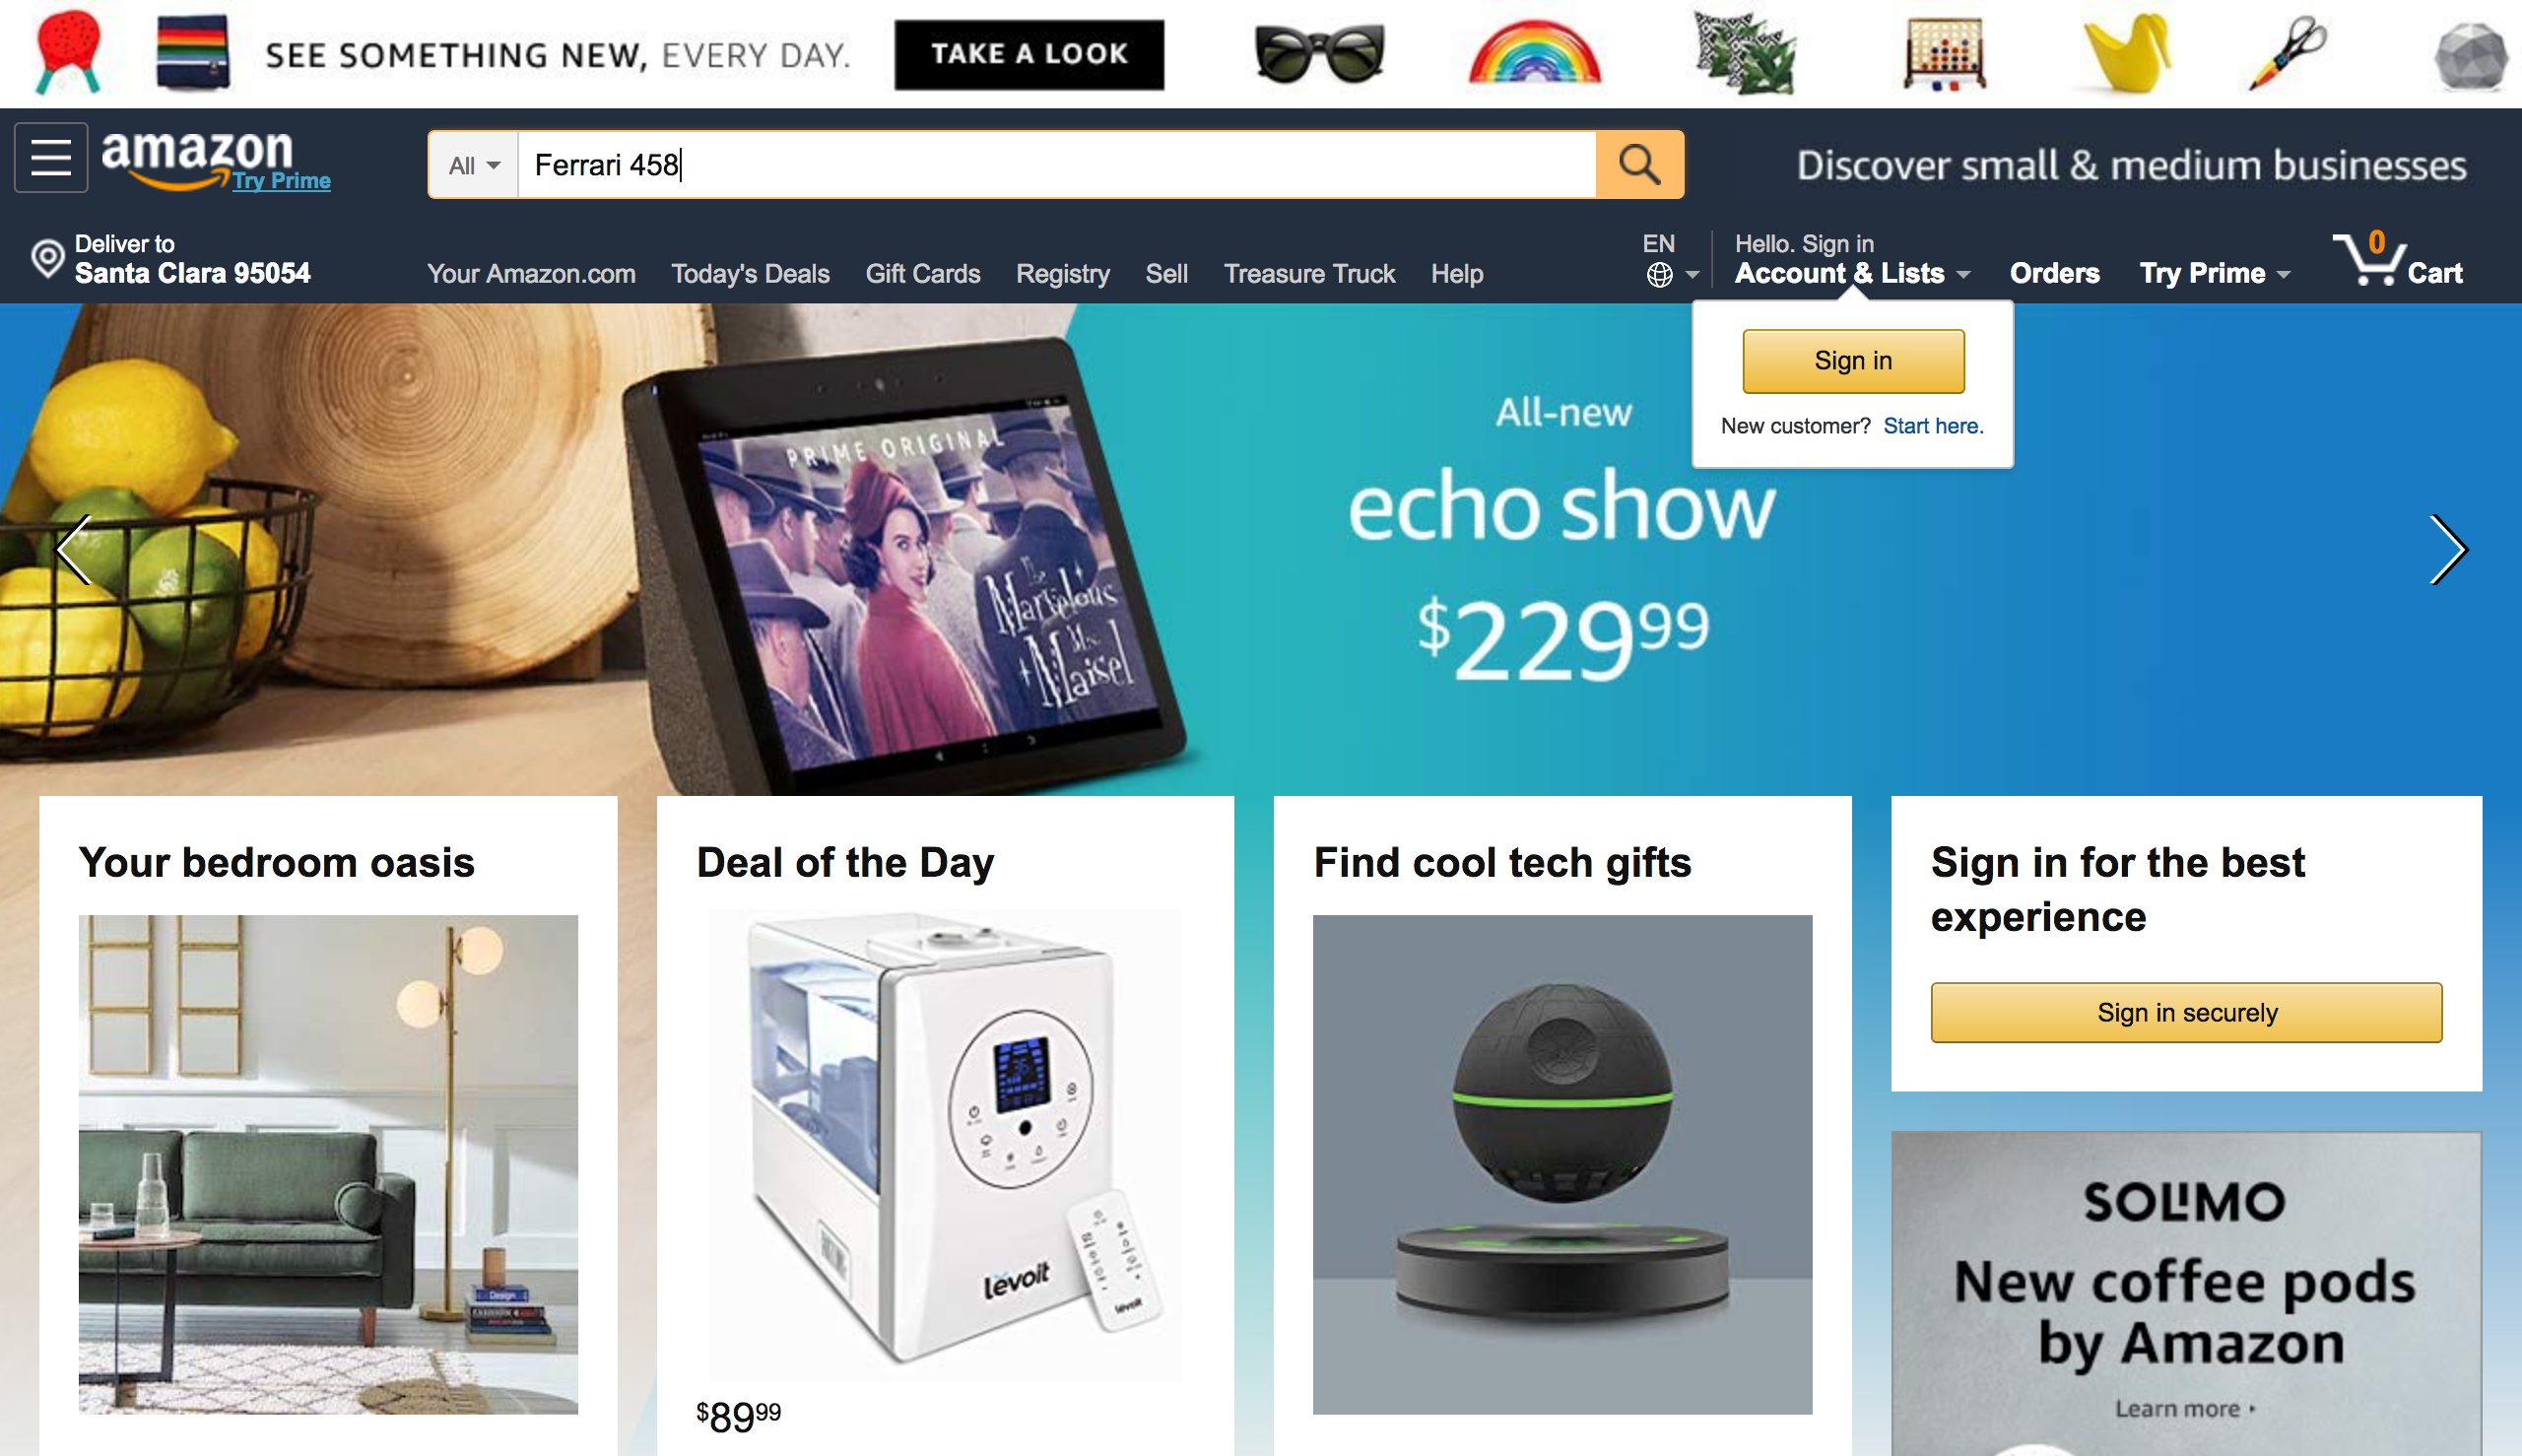 SEE SOMETHING NEW, EVERY DAY.
TAKE A LOOK
amazon
Try Prime
All
Ferrari 458
Discover small & medium businesses
Deliver to
Santa Clara 95054
Your Amazon.com
Today's Deals
Gift Cards
Registry
Sell
Treasure Truck
Help
EN
Hello. Sign in
Account & Lists
Orders
Try Prime
0
Cart
Sign in
New customer? Start here.
PRIME ORIGINAL
The
Marvelous
Mrs.
Maisel
All-new
echo show
$229.99
Your bedroom oasis
Design
Deal of the Day
levoit
levoit
$89.99
Find cool tech gifts
Sign in for the best
experience
Sign in securely
SOLIMO
New coffee pods
by Amazon
Learn more